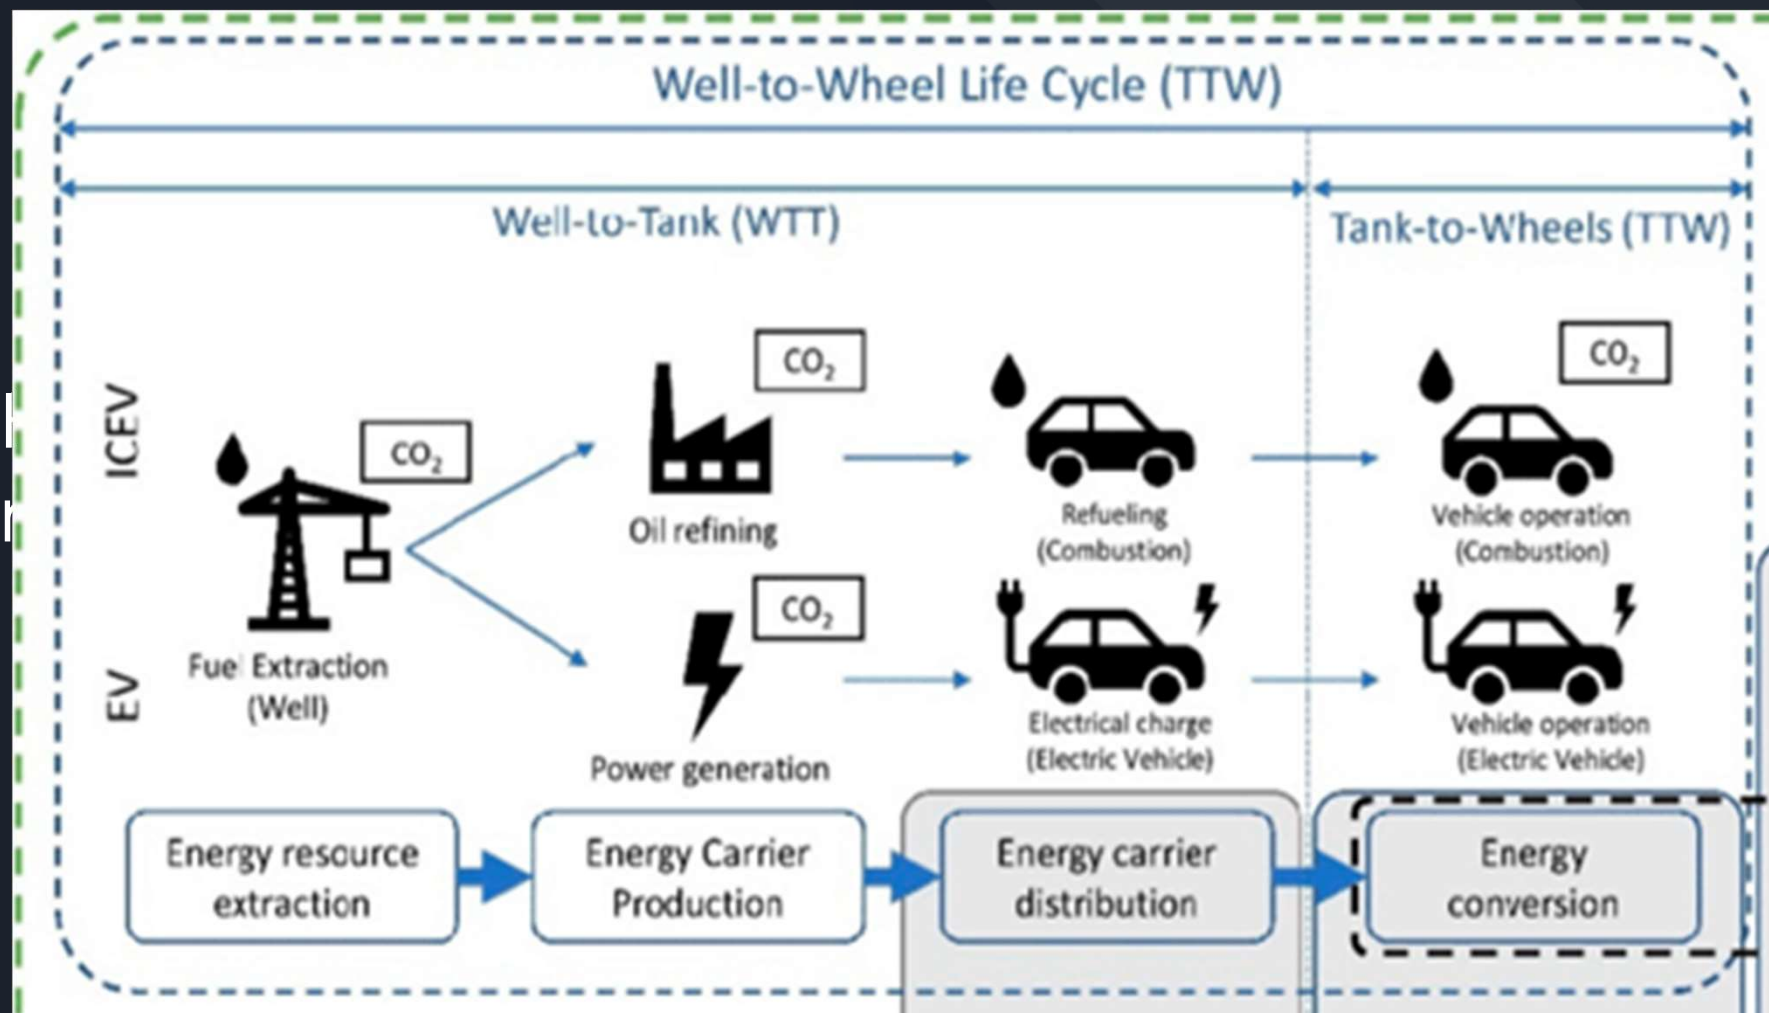 Well-to-Wheel Life Cycle (TTW)
Well-to-Tank (WTT)
Tank-to-Wheels (TTW)
ICEV
CO₂
CO₂
CO₂
Oil refining
Refueling
(Combustion)
Vehicle operation
(Combustion)
EV
Fuel Extraction
(Well)
CO₂
Power generation
Electrical charge
(Electric Vehicle)
Vehicle operation
(Electric Vehicle)
Energy resource
extraction
Energy Carrier
Production
Energy carrier
distribution
Energy
conversion